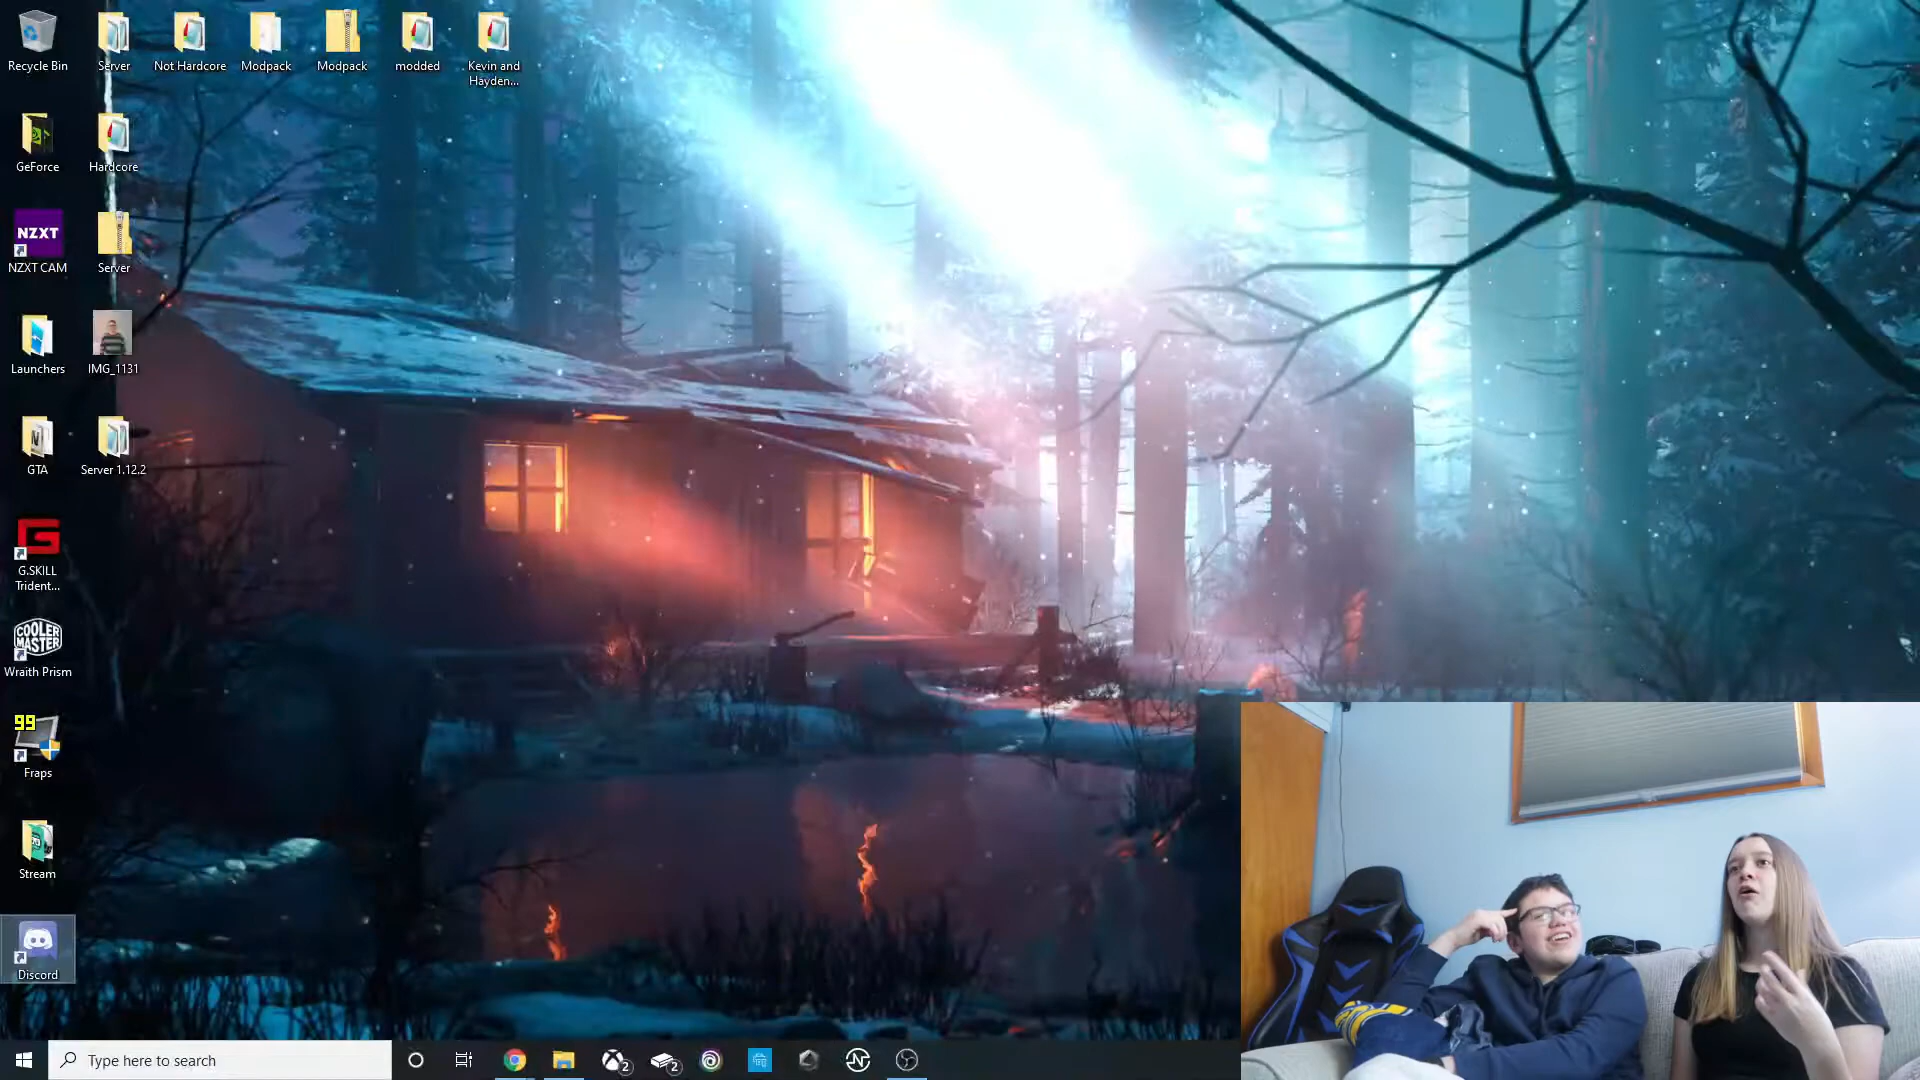 Recycle Bin
Server
Not Hardcore
Modpack
Modpack
modded
Kevin and
Hayden...
GeForce
Hardcore
NZXT
NZXT CAM
Server
Launchers
IMG_1131
GTA
Server 1.12.2
G.SKILL
Trident...
COOLER
MASTER
Wraith Prism
99
Fraps
Stream
Discord
Type here to search
2
2